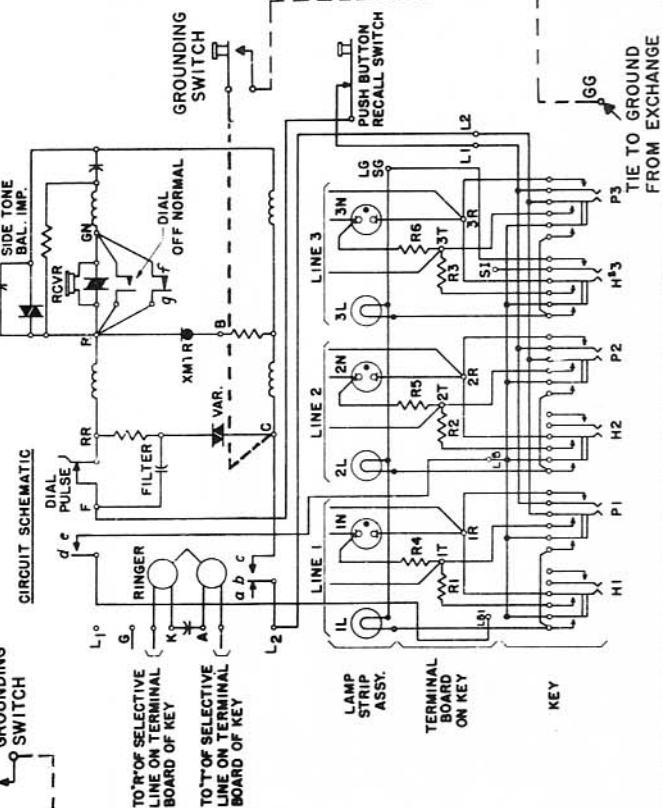 CIRCUIT SCHEMATIC
GROUNDING
SWITCH
SIDE TONE
BAL. IMP.
GROUNDING
SWITCH
DIAL
PULSE
F
RR
R
RCVR
GN
DIAL
OFF NORMAL
g
f
FILTER
VAR.
XMTR
B
C
d
e
L1
G
K
A
L2
RINGER
a
b
c
TO "R" OF SELECTIVE
LINE ON TERMINAL
BOARD OF KEY
TO "T" OF SELECTIVE
LINE ON TERMINAL
BOARD OF KEY
PUSH BUTTON
RECALL SWITCH
LINE 1
LINE 2
LINE 3
LAMP
STRIP
ASSY.
1L
1N
2L
2N
3L
3N
LG
SG
L1
L2
TERMINAL
BOARD
ON KEY
R1
1T
R4
1R
R2
2T
R5
2R
R3
3T
R6
3R
S1
KEY
H1
P1
H2
P2
P3
GG
TIE TO GROUND
FROM EXCHANGE